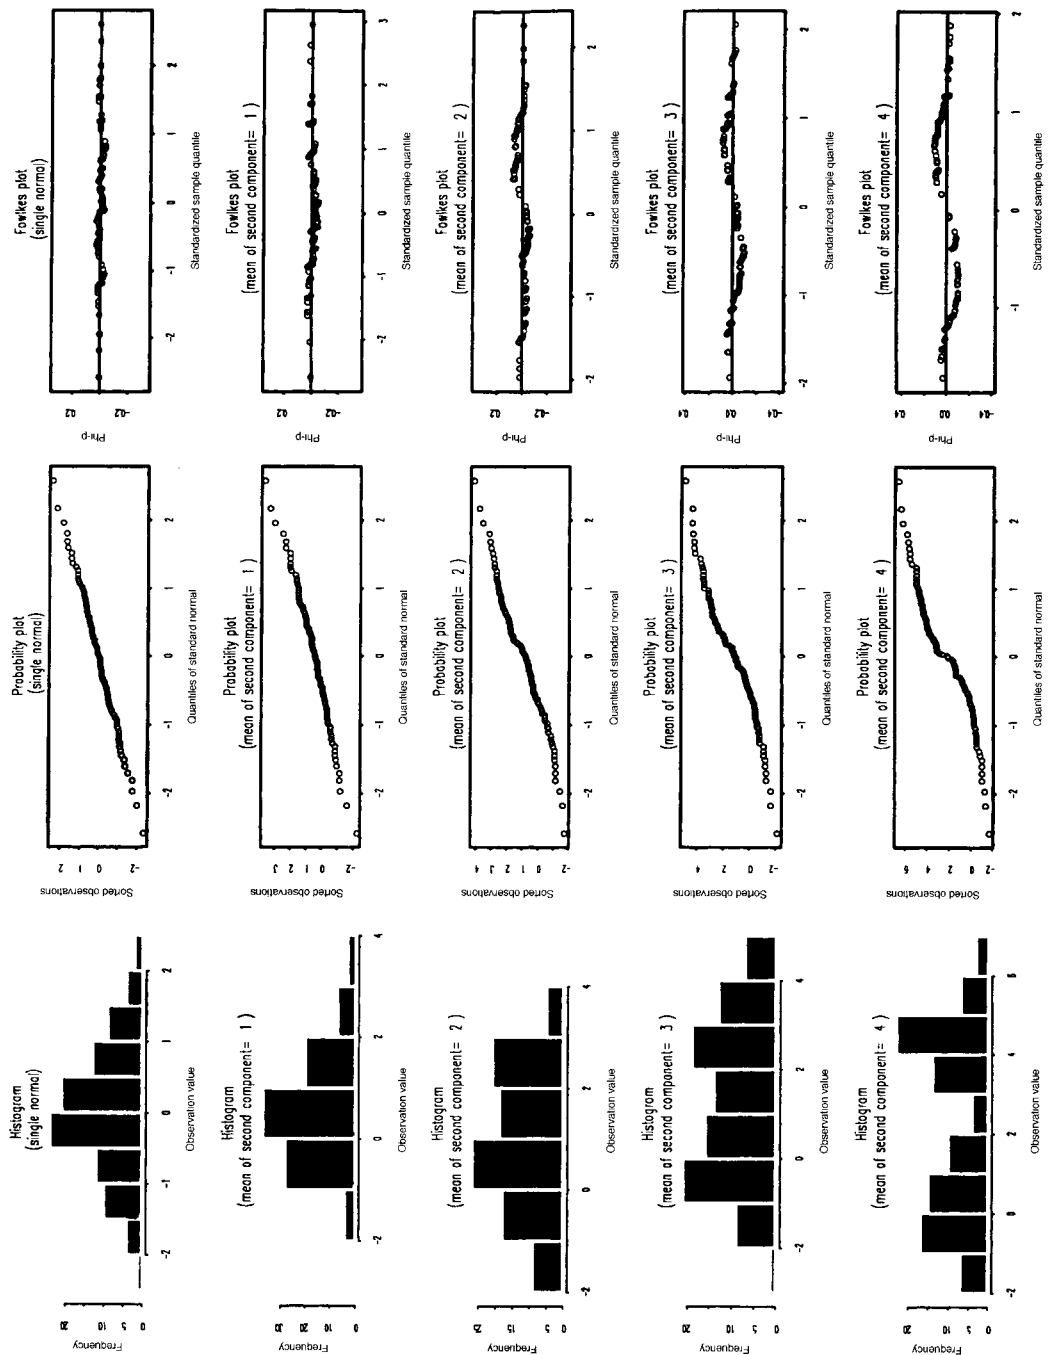 Histogram
(single normal)
Frequency
20
15
10
5
0
-2 -1 0 1 2
Observation value
Probability plot
(single normal)
Sorted observations
2
1
0
-2
-2 -1 0 1 2
Quantiles of standard normal
Fowlkes plot
(single normal)
Phi-p
0.2
-0.2
-2 -1 0 1 2
Standardized sample quantile
Histogram
(mean of second component= 1 )
Frequency
30
20
10
0
-2 0 2 4
Observation value
Probability plot
(mean of second component= 1 )
Sorted observations
3
2
1
0
-2
-2 -1 0 1 2
Quantiles of standard normal
Fowlkes plot
(mean of second component= 1 )
Phi-p
0.2
-0.2
-2 -1 0 1 2 3
Standardized sample quantile
Histogram
(mean of second component= 2 )
Frequency
25
15
5
0
-2 0 2 4
Observation value
Probability plot
(mean of second component= 2 )
Sorted observations
4
3
2
1
0
-2
-2 -1 0 1 2
Quantiles of standard normal
Fowlkes plot
(mean of second component= 2 )
Phi-p
0.2
-0.2
-2 -1 0 1 2
Standardized sample quantile
Histogram
(mean of second component= 3 )
Frequency
20
15
10
5
0
-2 0 2 4
Observation value
Probability plot
(mean of second component= 3 )
Sorted observations
4
2
0
-2
-2 -1 0 1 2
Quantiles of standard normal
Fowlkes plot
(mean of second component= 3 )
Phi-p
0.4
0.0
-0.4
-2 -1 0 1 2
Standardized sample quantile
Histogram
(mean of second component= 4 )
Frequency
20
10
5
0
-2 0 2 4 6
Observation value
Probability plot
(mean of second component= 4 )
Sorted observations
6
4
2
0
-2
-2 -1 0 1 2
Quantiles of standard normal
Fowlkes plot
(mean of second component= 4 )
Phi-p
0.4
0.0
-0.4
-1 0 1 2
Standardized sample quantile